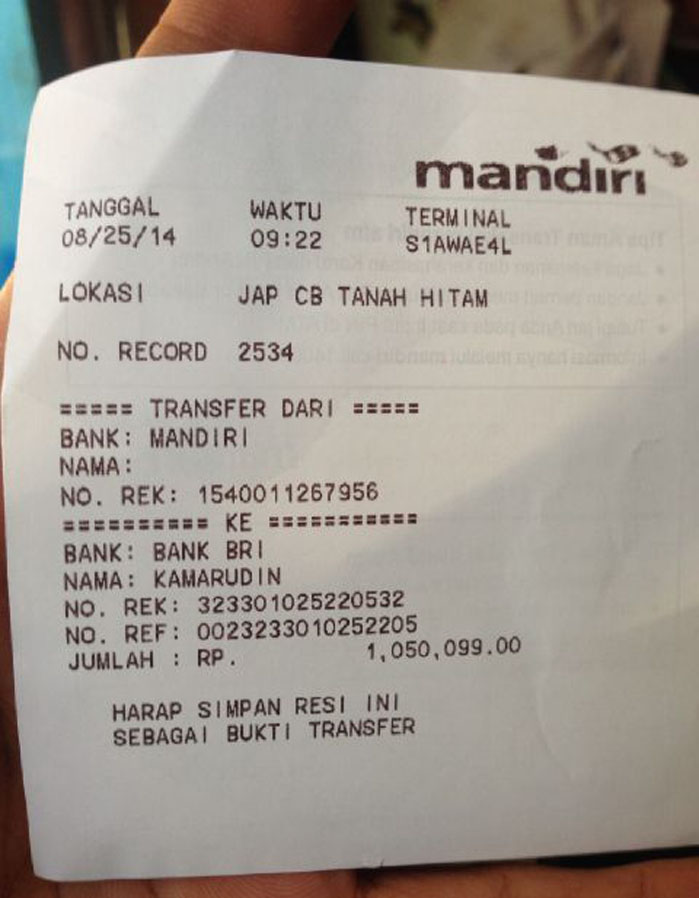 mandiri
TANGGAL WAKTU TERMINAL
08/25/14 09:22 S1AWAE4L
LOKASI JAP CB TANAH HITAM
NO. RECORD 2534
===== TRANSFER DARI =====
BANK: MANDIRI
NAMA:
NO. REK: 1540011267956
========== KE ===========
BANK: BANK BRI
NAMA: KAMARUDIN
NO. REK: 323301025220532
NO. REF: 0023233010252205
JUMLAH : RP. 1,050,099.00
HARAP SIMPAN RESI INI
SEBAGAI BUKTI TRANSFER